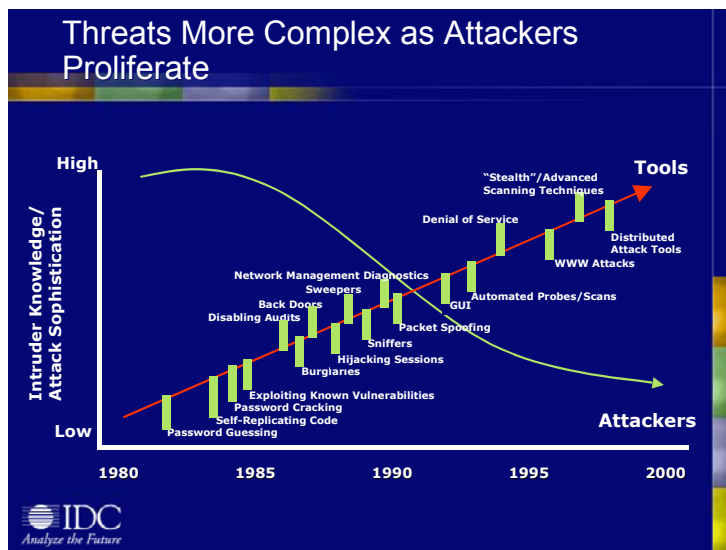 Threats More Complex as Attackers
Proliferate
High
Intruder Knowledge/
Attack Sophistication
Low
Tools
"Stealth"/Advanced
Scanning Techniques
Denial of Service
Distributed
Attack Tools
WWW Attacks
Network Management Diagnostics
Sweepers
Automated Probes/Scans
GUI
Back Doors
Packet Spoofing
Disabling Audits
Sniffers
Hijacking Sessions
Burglaries
Exploiting Known Vulnerabilities
Password Cracking
Self-Replicating Code
Password Guessing
Attackers
1980
1985
1990
1995
2000
IDC
Analyze the Future